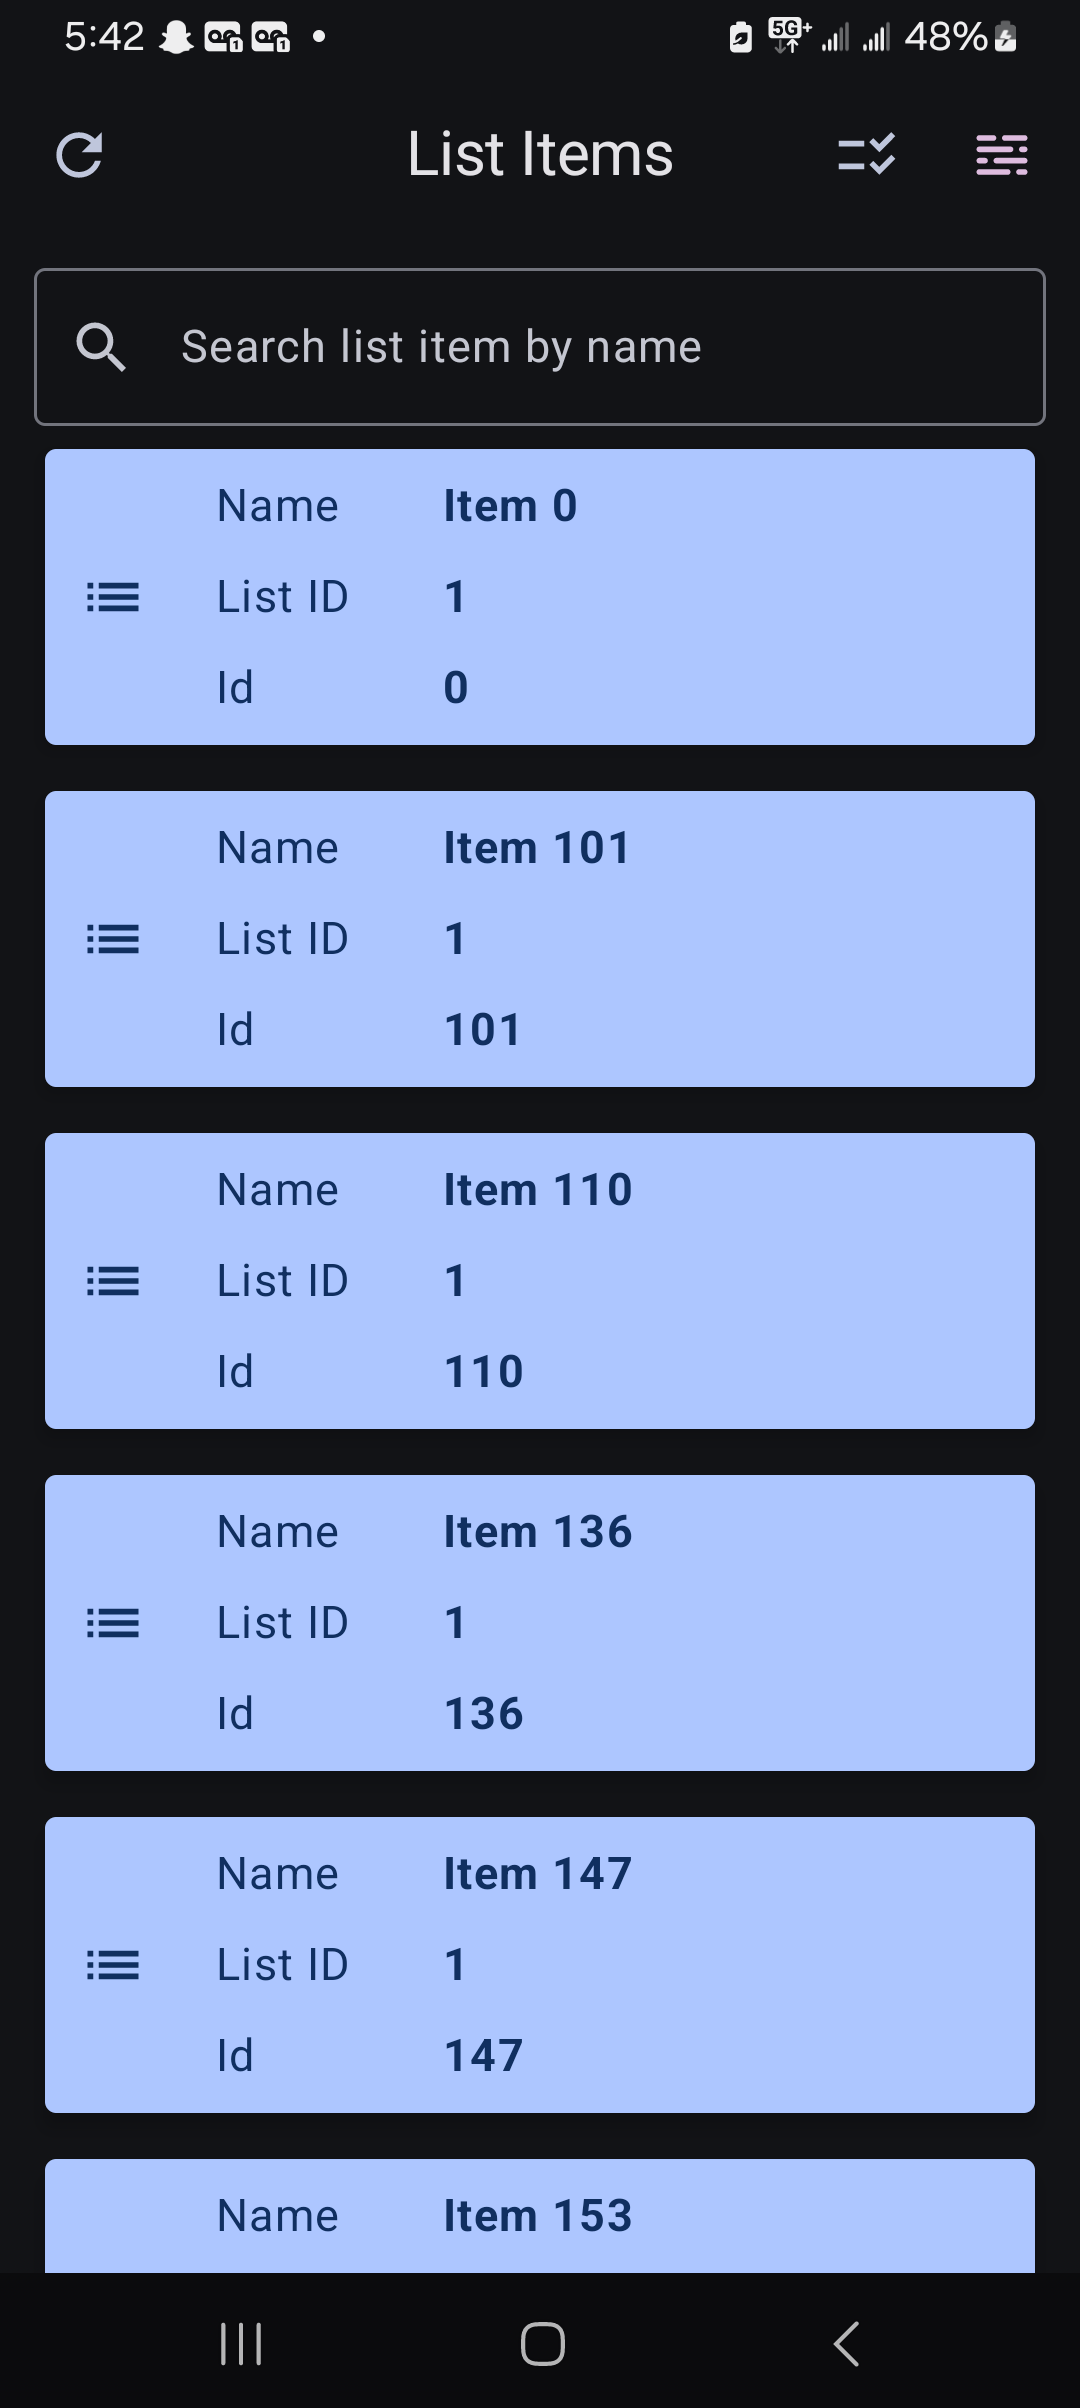 5:42 5G+ 48%
List Items
Search list item by name
Name Item 0
List ID 1
Id 0
Name Item 101
List ID 1
Id 101
Name Item 110
List ID 1
Id 110
Name Item 136
List ID 1
Id 136
Name Item 147
List ID 1
Id 147
Name Item 153